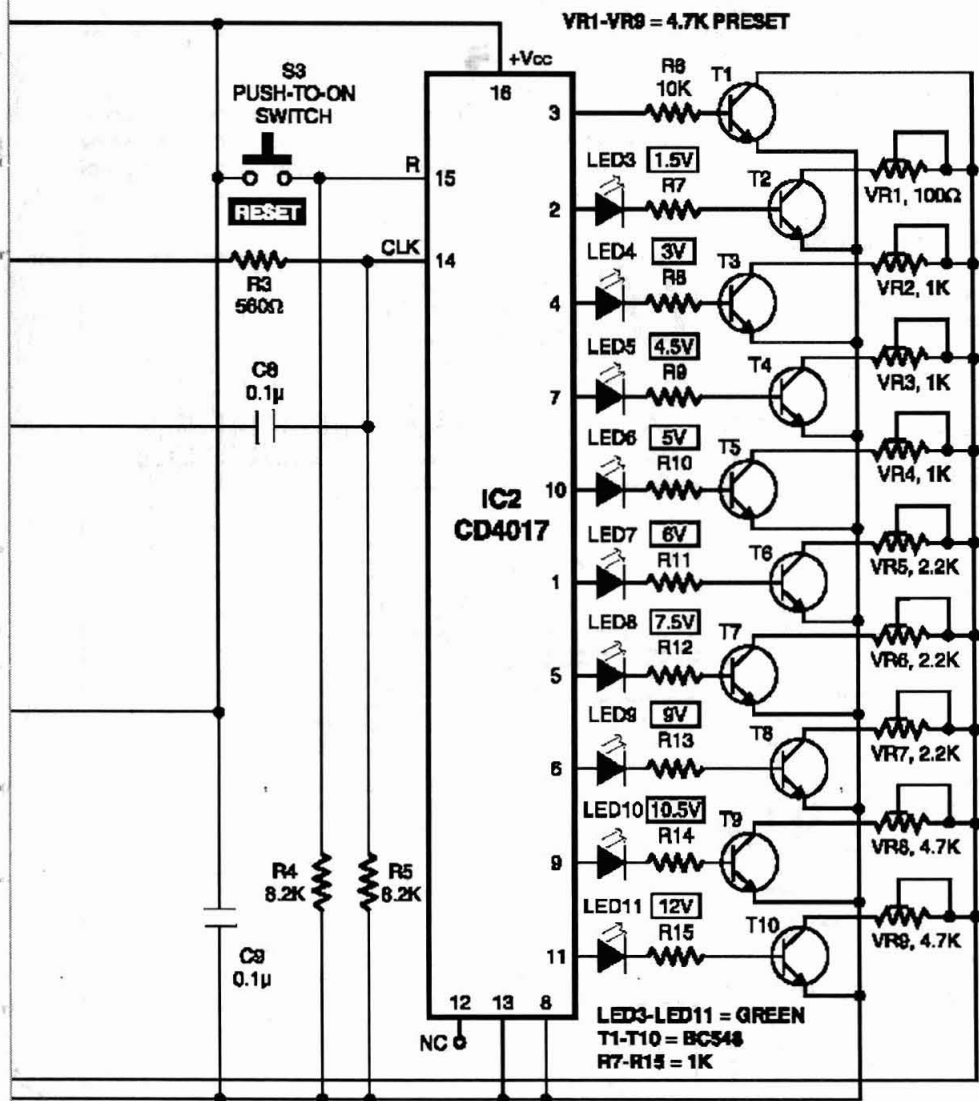 VR1-VR9 = 4.7K PRESET
+Vcc
S3
PUSH-TO-ON
SWITCH
RESET
R
15
16
3
R6
10K
T1
LED3
1.5V
R7
2
T2
VR1, 100Ω
CLK
14
R3
560Ω
LED4
3V
R8
4
T3
VR2, 1K
C8
0.1µ
LED5
4.5V
R9
7
T4
VR3, 1K
LED6
5V
R10
10
T5
VR4, 1K
IC2
CD4017
LED7
6V
R11
1
T6
VR5, 2.2K
LED8
7.5V
R12
5
T7
VR6, 2.2K
LED9
9V
R13
6
T8
VR7, 2.2K
LED10
10.5V
R14
9
T9
VR8, 4.7K
R4
8.2K
R5
8.2K
LED11
12V
R15
11
T10
VR9, 4.7K
C9
0.1µ
12
13
8
NC
LED3-LED11 = GREEN
T1-T10 = BC548
R7-R15 = 1K